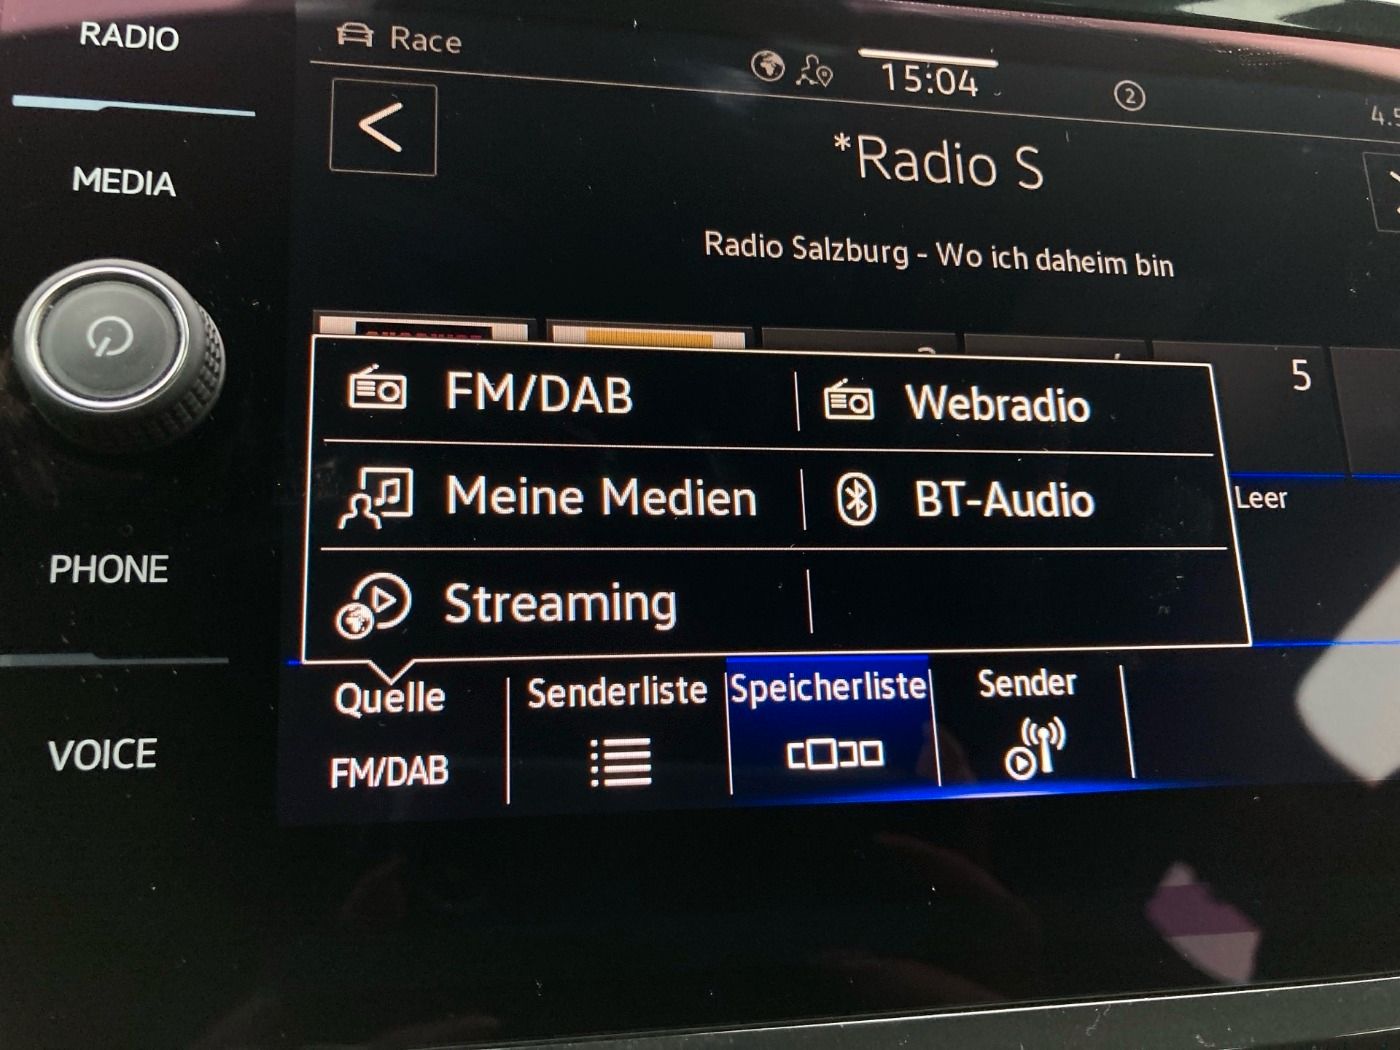 RADIO
MEDIA
PHONE
VOICE
Race
15:04
2
*Radio S
Radio Salzburg - Wo ich daheim bin
5
FM/DAB
Webradio
Meine Medien
BT-Audio
Leer
Streaming
Quelle
Senderliste
Speicherliste
Sender
FM/DAB